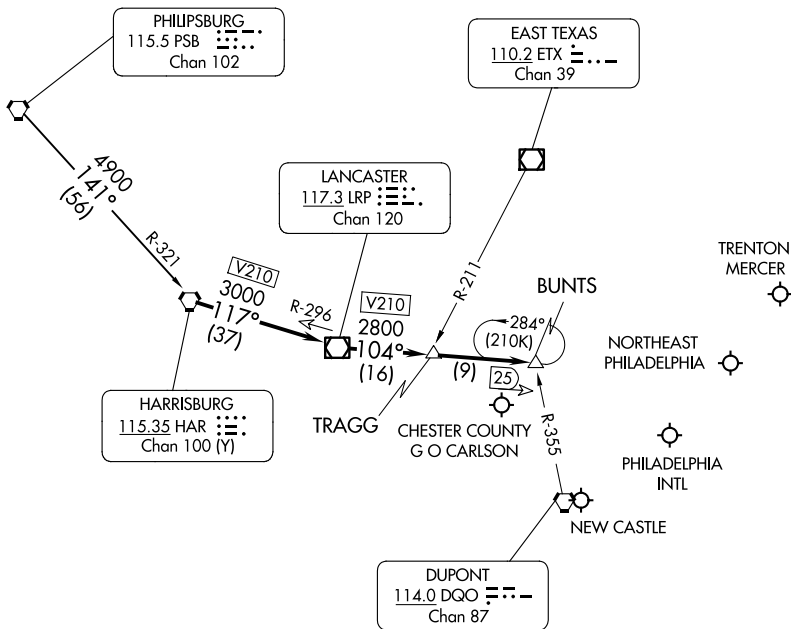 PHILIPSBURG
115.5 PSB
Chan 102
EAST TEXAS
110.2 ETX
Chan 39
4900
141°
(56)
R-321
LANCASTER
117.3 LRP
Chan 120
R-211
TRENTON
MERCER
V210
3000
117°
(37)
R-296
V210
2800
104°
(16)
BUNTS
284°
(210K)
(9)
25
NORTHEAST
PHILADELPHIA
HARRISBURG
115.35 HAR
Chan 100 (Y)
TRAGG
CHESTER COUNTY
G O CARLSON
R-355
PHILADELPHIA
INTL
NEW CASTLE
DUPONT
114.0 DQO
Chan 87